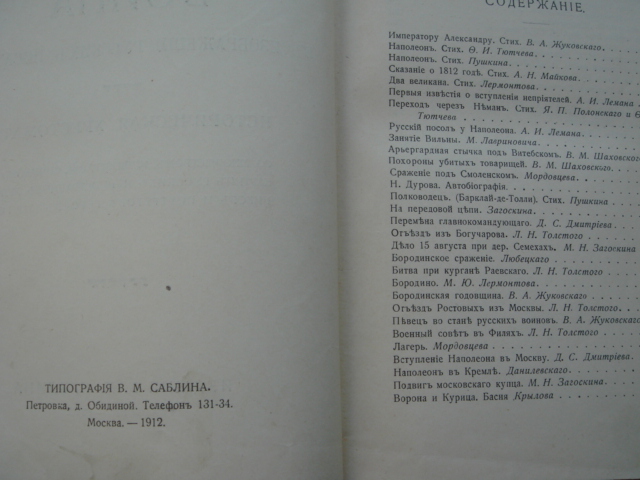 ТИПОГРАФІЯ В. М. САБЛИНА.
Петровка, д. Обидиной. Телефонъ 131-34.
Москва. — 1912.
СОДЕРЖАНІЕ.
Императору Александру. Стих. В. А. Жуковскаго.
Наполеонъ. Стих. Ѳ. И. Тютчева
Наполеонъ. Стих. Пушкина
Сказаніе о 1812 годѣ. Стих. А. Н. Майкова
Два великана. Стих. Лермонтова
Первыя извѣстія о вступленіи непріятелей. А. И. Лемана
Переходъ черезъ Нѣманъ. Стих. Я. П. Полонскаго и Ѳ.
Тютчева
Русскій посолъ у Наполеона. А. И. Лемана.
Занятіе Вильны. М. Лавриновича.
Арьергардная стычка подъ Витебскомъ. В. М. Шаховского
Похороны убитыхъ товарищей. В. М. Шаховскго.
Сраженіе подъ Смоленскомъ. Мордовцева.
Н. Дурова. Автобіографія.
Полководецъ. (Барклай-де-Толли). Стих. Пушкина
На передовой цѣпи. Загоскина.
Перемѣна главнокомандующаго. Д. С. Дмитріева
Отъѣздъ изъ Богучарова. Л. Н. Толстого
Дѣло 15 августа при дер. Семехахъ. М. Н. Загоскина
Бородинское сраженіе. Любецкаго
Битва при курганѣ Раевскаго. Л. Н. Толстого
Бородино. М. Ю. Лермонтова.
Бородинская годовщина. В. А. Жуковскаго
Отъѣздъ Ростовыхъ изъ Москвы. Л. Н. Толстого
Пѣвецъ во станѣ русскихъ воиновъ. В. А. Жуковскаго
Военный совѣтъ въ Филяхъ. Л. Н. Толстого
Лагерь. Мордовцева
Вступленіе Наполеона въ Москву. Д. С. Дмитріева.
Наполеонъ въ Кремлѣ. Данилевскаго
Подвигъ московскаго купца. М. Н. Загоскина
Ворона и Курица. Басня Крылова